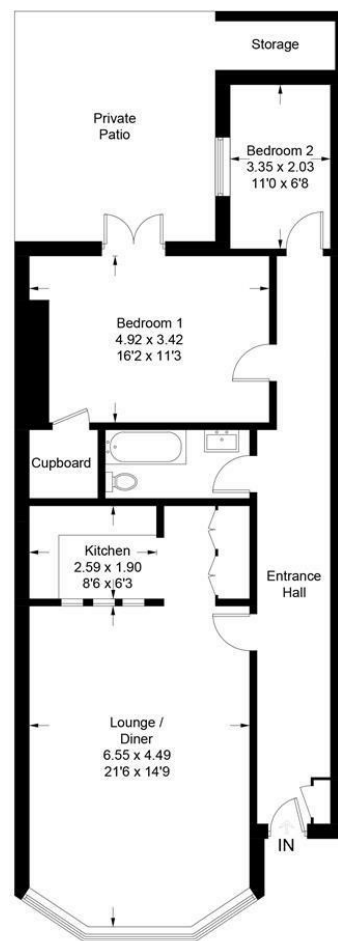 Storage
Private
Patio
Bedroom 2
3.35 x 2.03
11'0 x 6'8
Bedroom 1
4.92 x 3.42
16'2 x 11'3
Cupboard
Kitchen
2.59 x 1.90
8'6 x 6'3
Entrance
Hall
Lounge /
Diner
6.55 x 4.49
21'6 x 14'9
IN